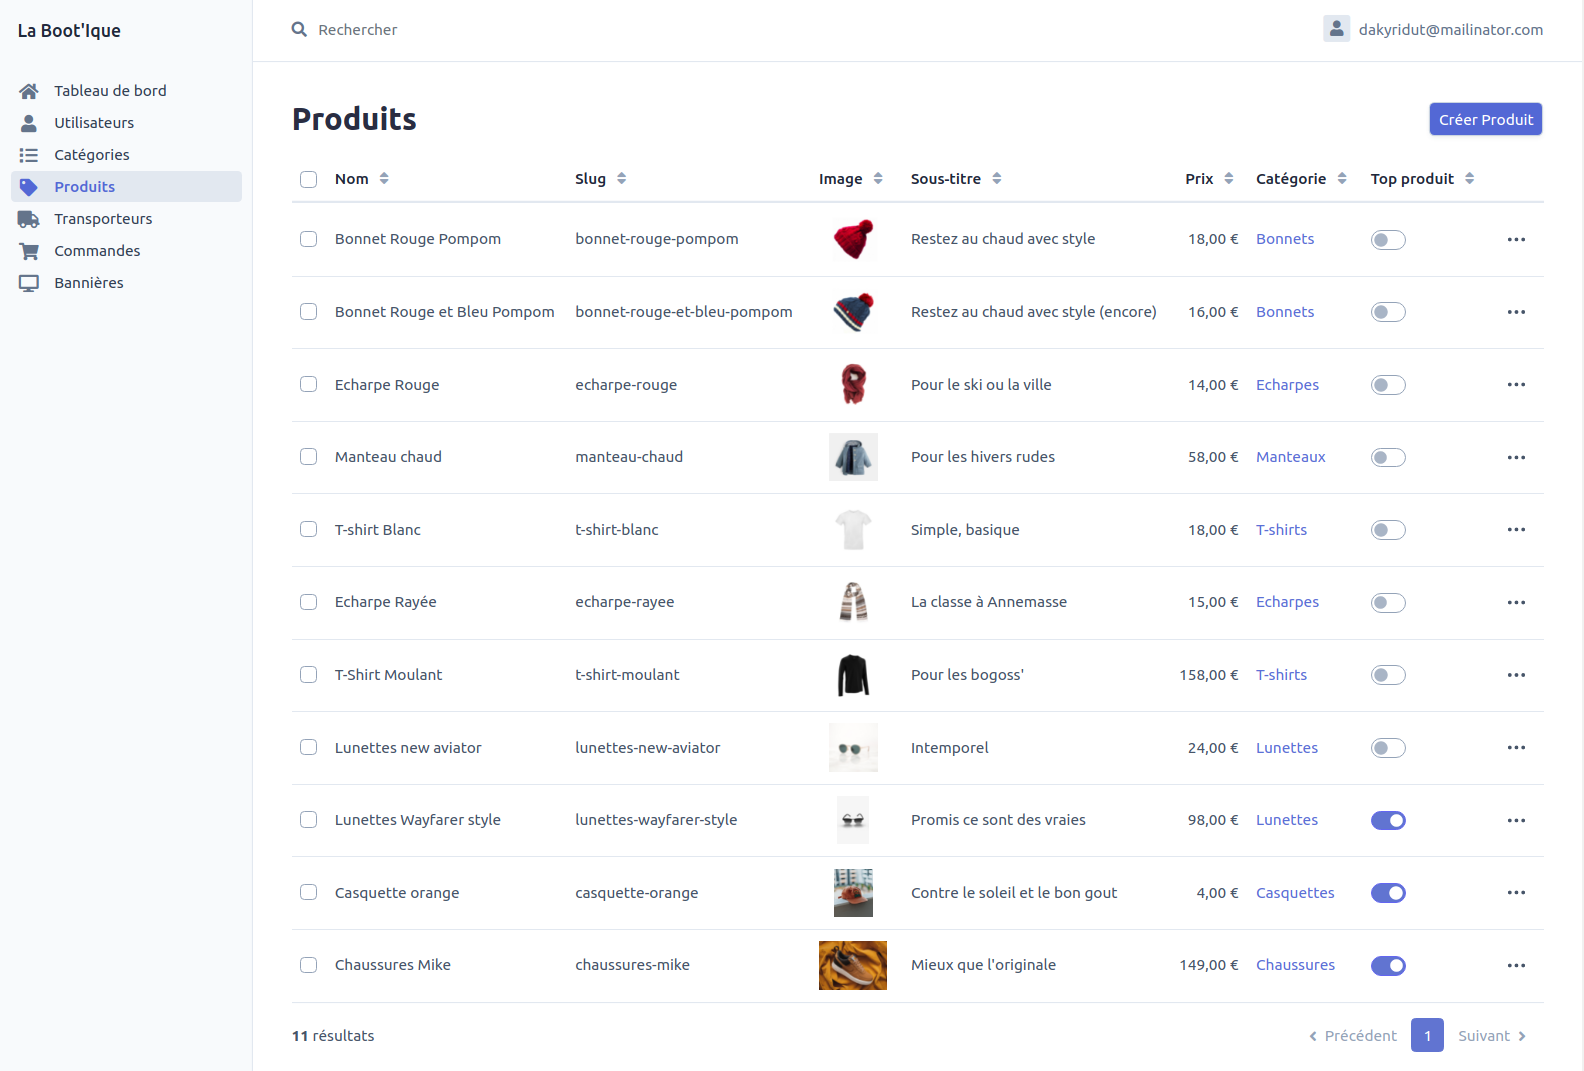 La Boot'Ique
Rechercher
dakyridut@mailinator.com
Tableau de bord
Utilisateurs
Catégories
Produits
Transporteurs
Commandes
Bannières
Produits
Créer Produit
Nom Slug Image Sous-titre Prix Catégorie Top produit
Bonnet Rouge Pompom bonnet-rouge-pompom Restez au chaud avec style 18,00 € Bonnets
Bonnet Rouge et Bleu Pompom bonnet-rouge-et-bleu-pompom Restez au chaud avec style (encore) 16,00 € Bonnets
Echarpe Rouge echarpe-rouge Pour le ski ou la ville 14,00 € Echarpes
Manteau chaud manteau-chaud Pour les hivers rudes 58,00 € Manteaux
T-shirt Blanc t-shirt-blanc Simple, basique 18,00 € T-shirts
Echarpe Rayée echarpe-rayee La classe à Annemasse 15,00 € Echarpes
T-Shirt Moulant t-shirt-moulant Pour les bogoss' 158,00 € T-shirts
Lunettes new aviator lunettes-new-aviator Intemporel 24,00 € Lunettes
Lunettes Wayfarer style lunettes-wayfarer-style Promis ce sont des vraies 98,00 € Lunettes
Casquette orange casquette-orange Contre le soleil et le bon gout 4,00 € Casquettes
Chaussures Mike chaussures-mike Mieux que l'originale 149,00 € Chaussures
11 résultats
Précédent 1 Suivant